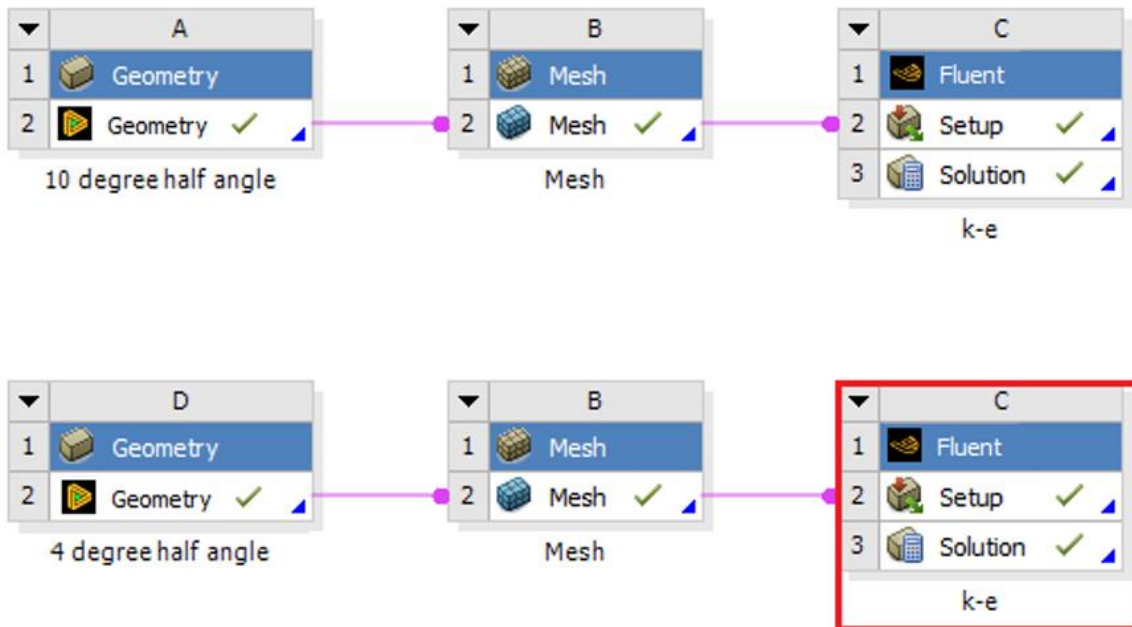 A
1 Geometry
2 Geometry
10 degree half angle
B
1 Mesh
2 Mesh
Mesh
C
1 Fluent
2 Setup
3 Solution
k-e
D
1 Geometry
2 Geometry
4 degree half angle
B
1 Mesh
2 Mesh
Mesh
C
1 Fluent
2 Setup
3 Solution
k-e